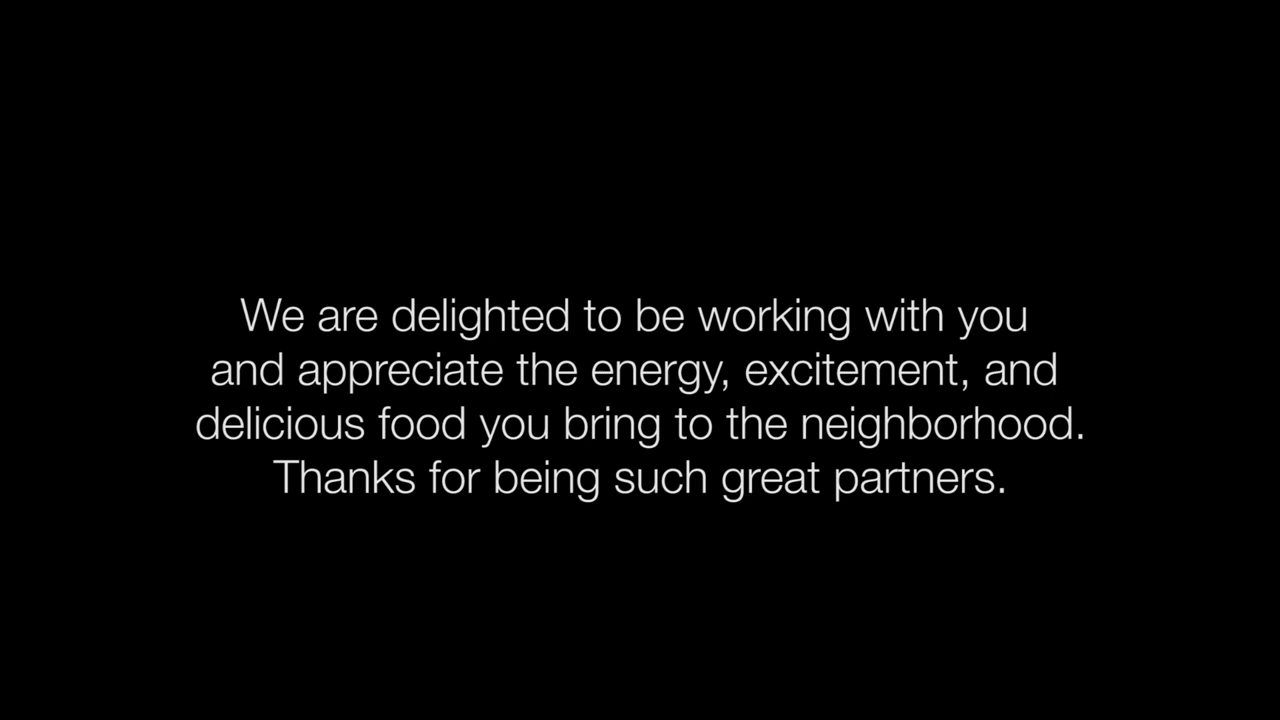 We are delighted to be working with you
and appreciate the energy, excitement, and
delicious food you bring to the neighborhood.
Thanks for being such great partners.